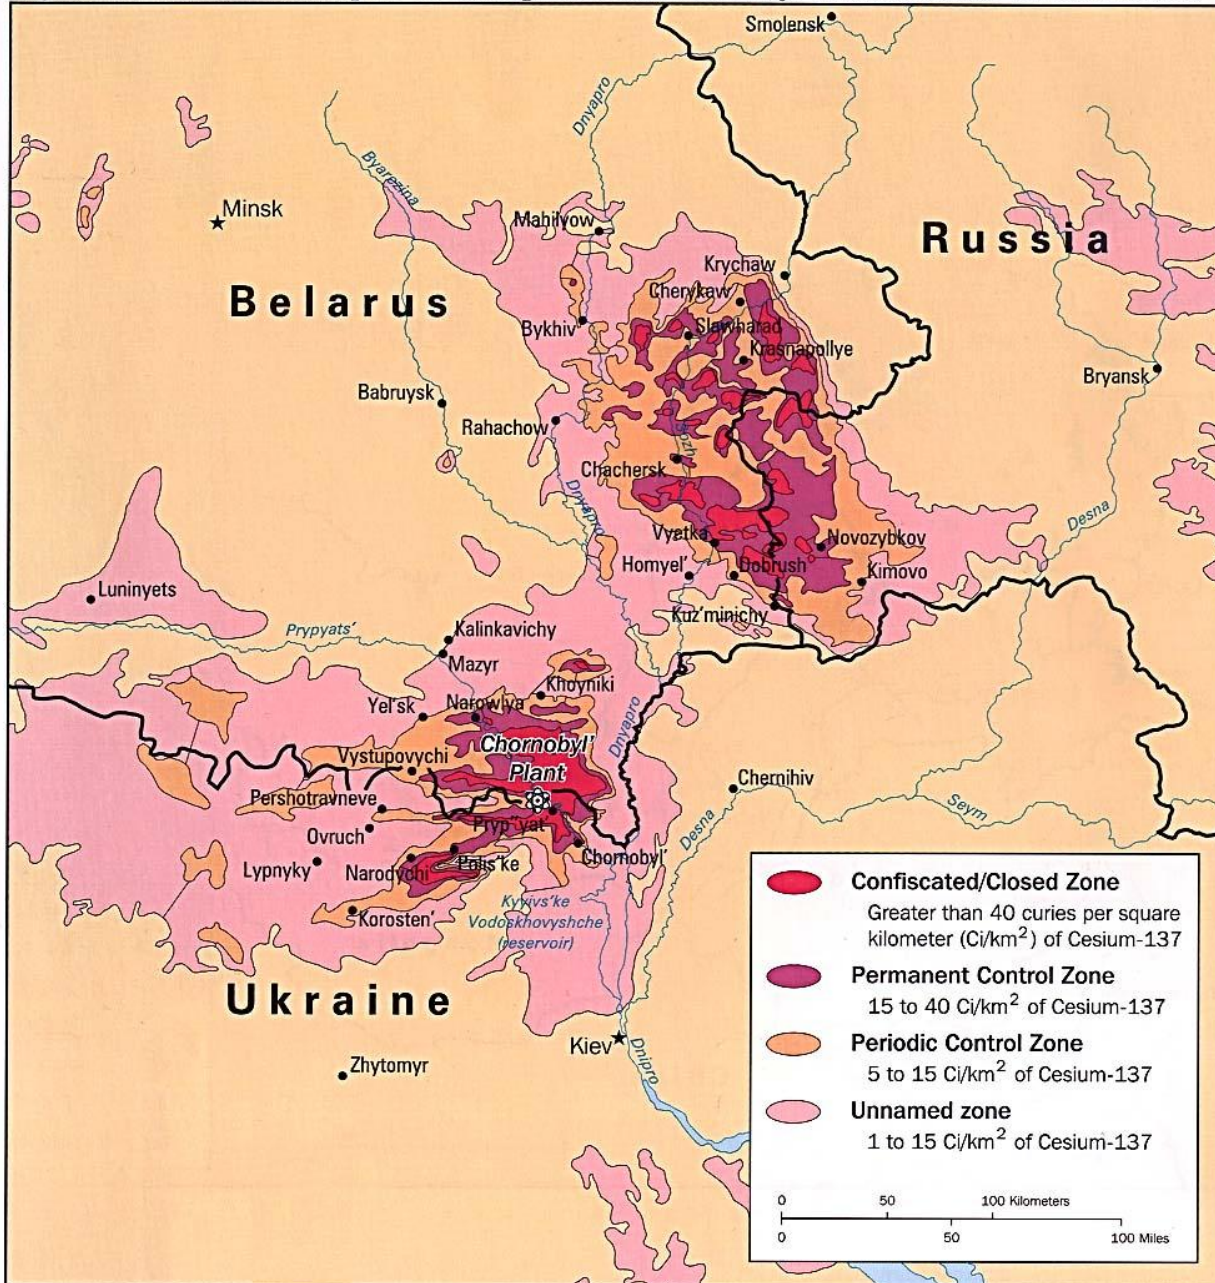 Smolensk
Dnyapro
Byarezina
Minsk
Mahilyow
Russia
Krychaw
Belarus
Cherykaw
Bykhiv
Slawharad
Krasnapollye
Bryansk
Babruysk
Rahachow
Sozh
Chachersk
Dnyapro
Desna
Vyetka
Novozybkov
Homyel'
Dobrush
Kimovo
Luninyets
Kuz'minichy
Prypyats'
Kalinkavichy
Mazyr
Khoyniki
Yel'sk
Narowlya
Dnyapro
Chornobyl'
Plant
Vystupovychi
Chernihiv
Pershotravneve
Seym
Pryp"yat
Desna
Ovruch
Chornobyl'
Lypnyky
Narodychi
Polis'ke
Kyyivs'ke
Vodoskhovyshche
(reservoir)
Korosten'
Ukraine
Kiev
Dnipro
Zhytomyr
Confiscated/Closed Zone
Greater than 40 curies per square
kilometer (Ci/km²) of Cesium-137
Permanent Control Zone
15 to 40 Ci/km² of Cesium-137
Periodic Control Zone
5 to 15 Ci/km² of Cesium-137
Unnamed zone
1 to 15 Ci/km² of Cesium-137
0 50 100 Kilometers
0 50 100 Miles